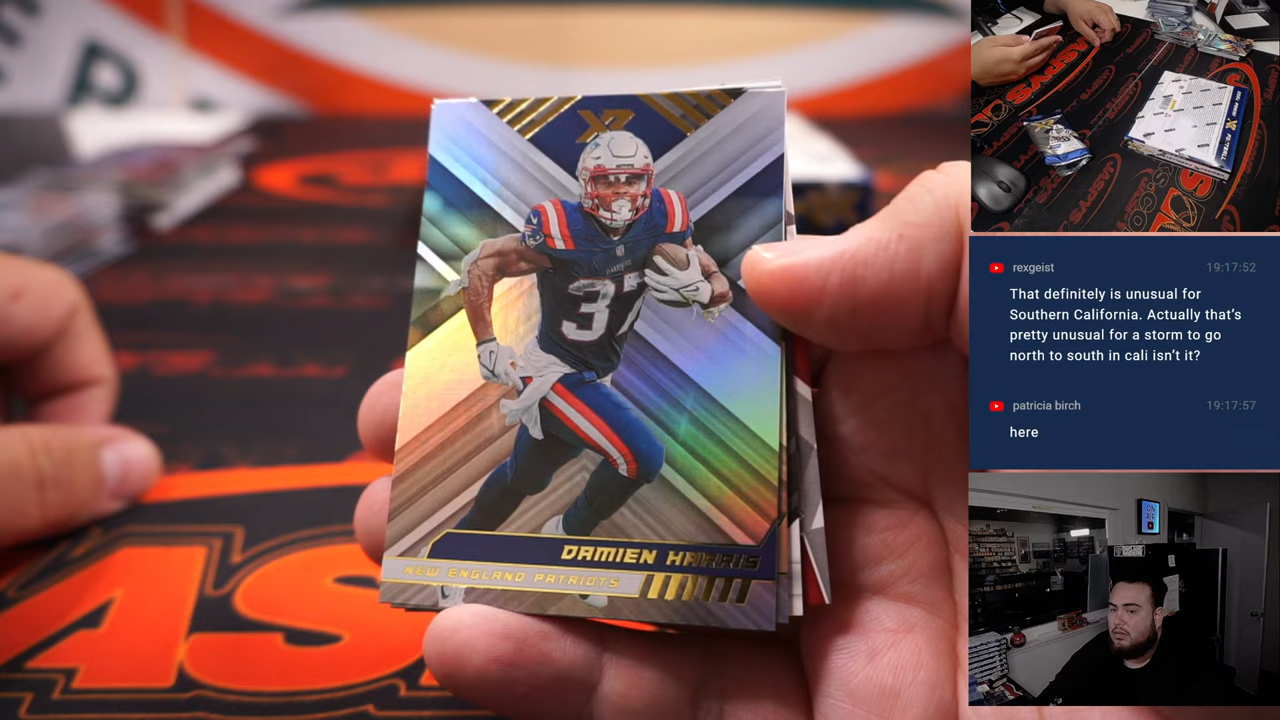 XR
37
DAMIEN HARRIS
NEW ENGLAND PATRIOTS
rexgeist 19:17:52
That definitely is unusual for
Southern California. Actually that's
pretty unusual for a storm to go
north to south in cali isn't it?
patricia birch 19:17:57
here
ON
AIR